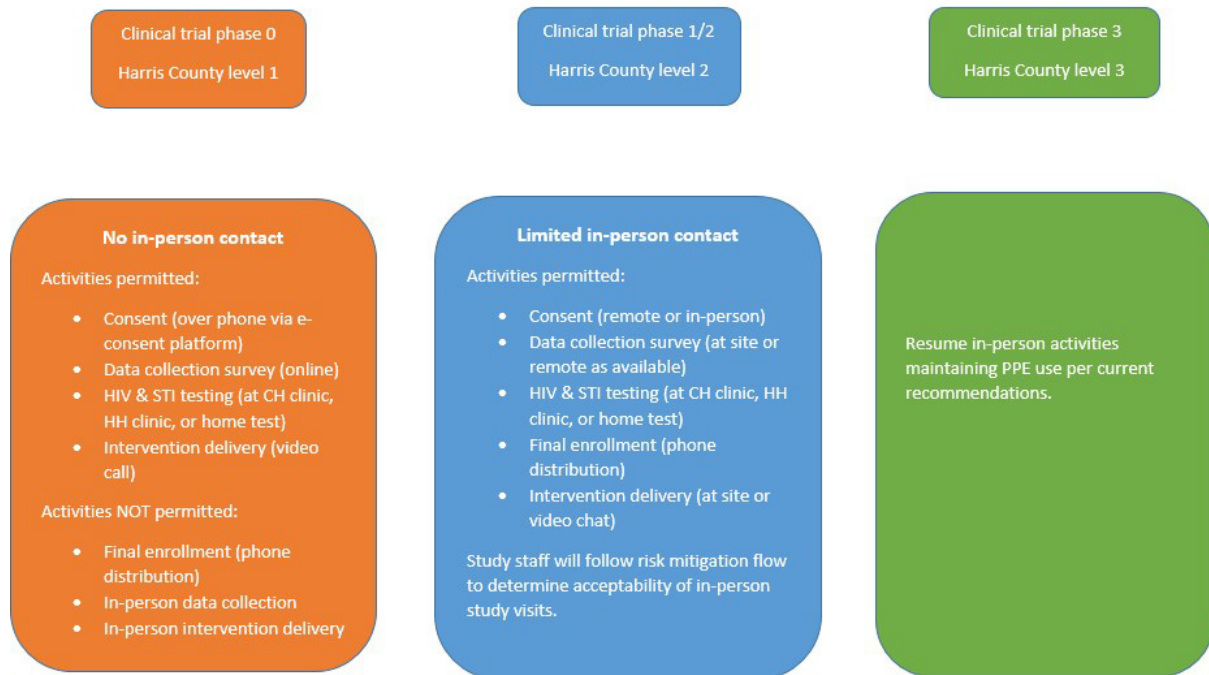 Clinical trial phase 0
Harris County level 1
Clinical trial phase 1/2
Harris County level 2
Clinical trial phase 3
Harris County level 3
No in-person contact
Activities permitted:
• Consent (over phone via e-
consent platform)
• Data collection survey (online)
• HIV & STI testing (at CH clinic,
HH clinic, or home test)
• Intervention delivery (video
call)
Activities NOT permitted:
• Final enrollment (phone
distribution)
• In-person data collection
• In-person intervention delivery
Limited in-person contact
Activities permitted:
• Consent (remote or in-person)
• Data collection survey (at site or
remote as available)
• HIV & STI testing (at CH clinic, HH
clinic, or home test)
• Final enrollment (phone
distribution)
• Intervention delivery (at site or
video chat)
Study staff will follow risk mitigation flow
to determine acceptability of in-person
study visits.
Resume in-person activities
maintaining PPE use per current
recommendations.